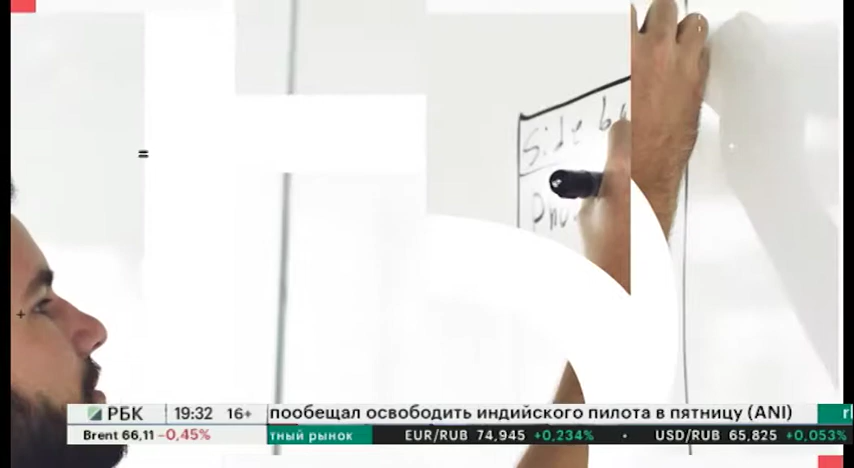 Side
РБК 19:32 16+ пообещал освободить индийского пилота в пятницу (ANI)
Brent 66,11 -0,45% тный рынок EUR/RUB 74,945 +0,234% • USD/RUB 65,825 +0,053%